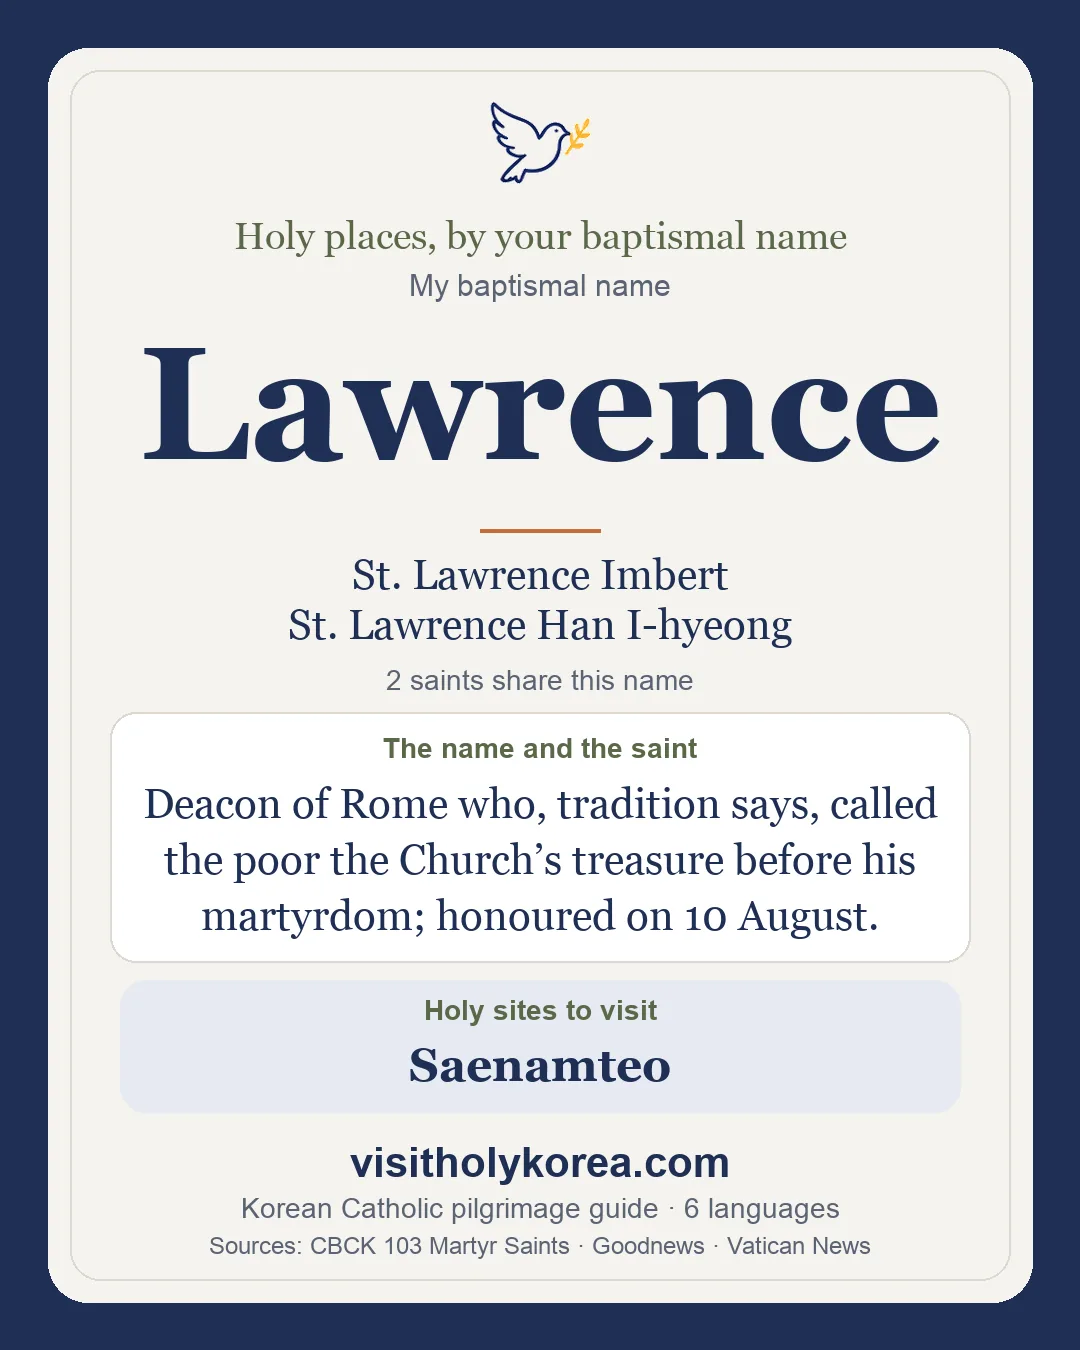 Holy places, by your baptismal name
My baptismal name
Lawrence
St. Lawrence Imbert
St. Lawrence Han I-hyeong
2 saints share this name
The name and the saint
Deacon of Rome who, tradition says, called
the poor the Church’s treasure before his
martyrdom; honoured on 10 August.
Holy sites to visit
Saenamteo
visitholykorea.com
Korean Catholic pilgrimage guide · 6 languages
Sources: CBCK 103 Martyr Saints · Goodnews · Vatican News